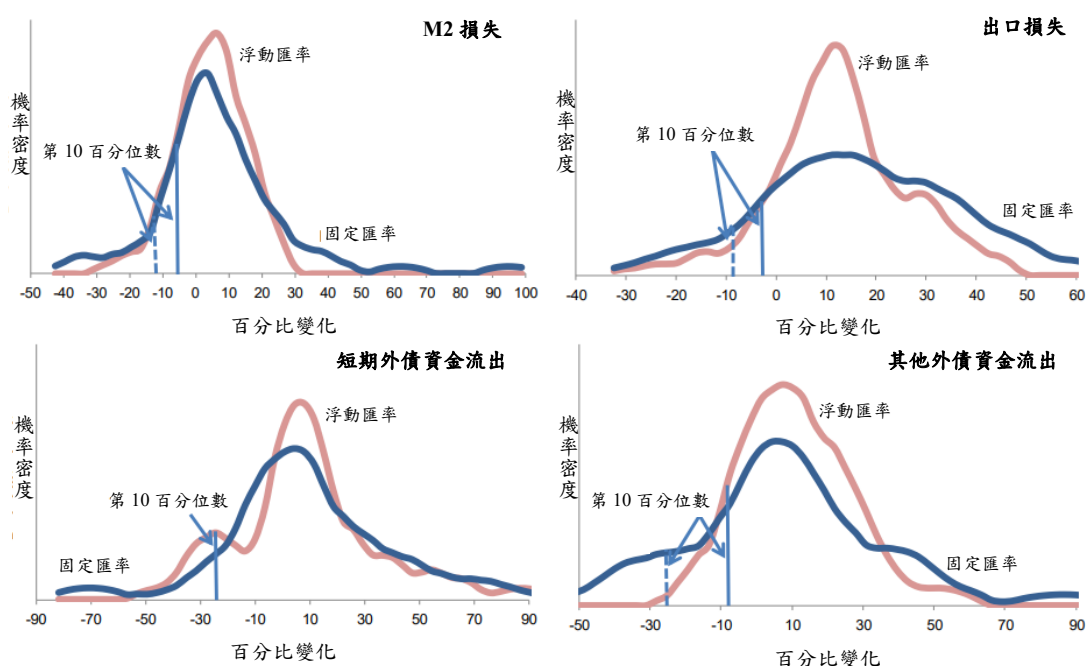 M2 損失
浮動匯率
機率密度
第 10 百分位數
固定匯率
-50 -40 -30 -20 -10 0 10 20 30 40 50 60 70 80 90 100
百分比變化
出口損失
浮動匯率
機率密度
第 10 百分位數
固定匯率
-40 -30 -20 -10 0 10 20 30 40 50 60
百分比變化
短期外債資金流出
浮動匯率
機率密度
第 10 百分位數
固定匯率
-90 -70 -50 -30 -10 10 30 50 70 90
百分比變化
其他外債資金流出
浮動匯率
機率密度
第 10 百分位數
固定匯率
-50 -30 -10 10 30 50 70 90
百分比變化